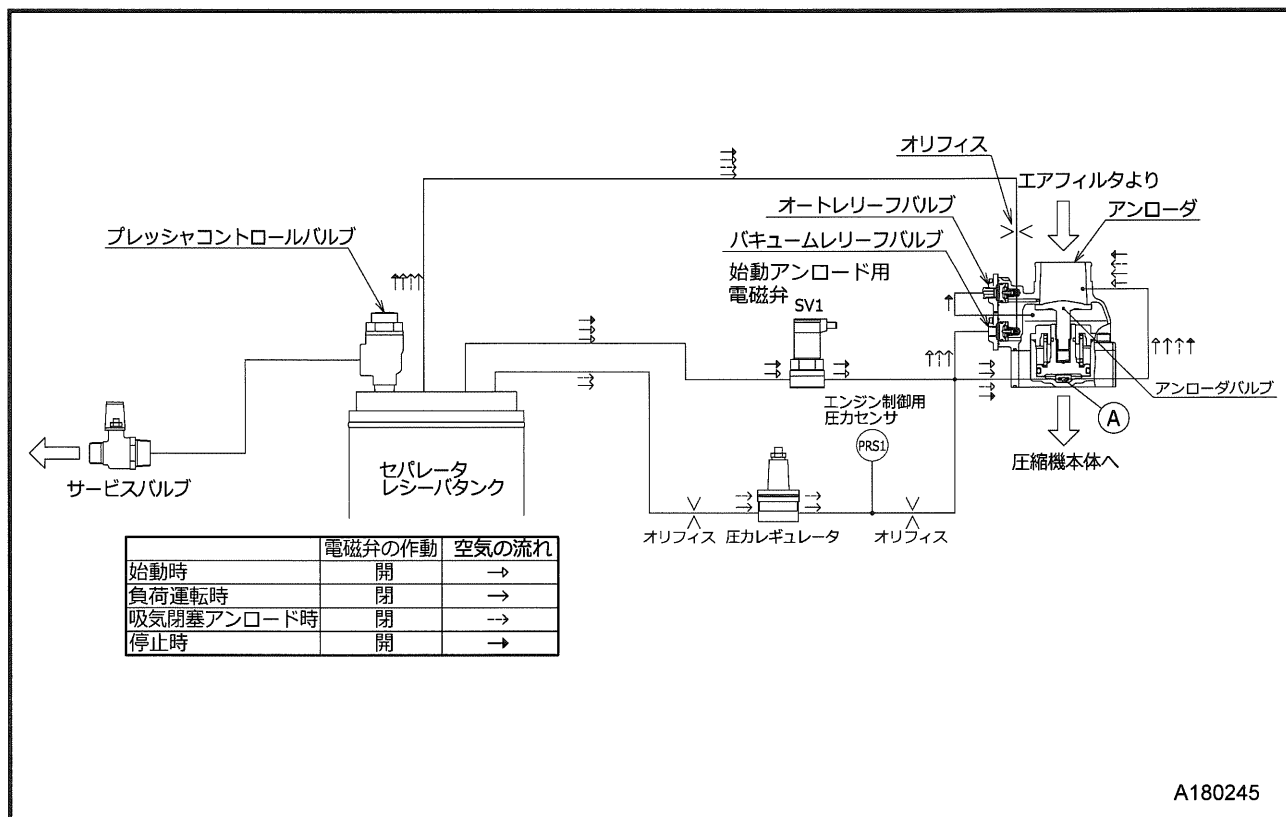 オリフィス
エアフィルタより
アンローダ
オートレリーフバルブ
バキュームレリーフバルブ
プレッシャコントロールバルブ
始動アンロード用
電磁弁
SV1
アンローダバルブ
A
エンジン制御用
圧力センサ
PRS1
圧縮機本体へ
セパレータ
レシーバタンク
サービスバルブ
オリフィス 圧力レギュレータ オリフィス
電磁弁の作動 空気の流れ
始動時 開
負荷運転時 閉
吸気閉塞アンロード時 閉
停止時 開
A180245